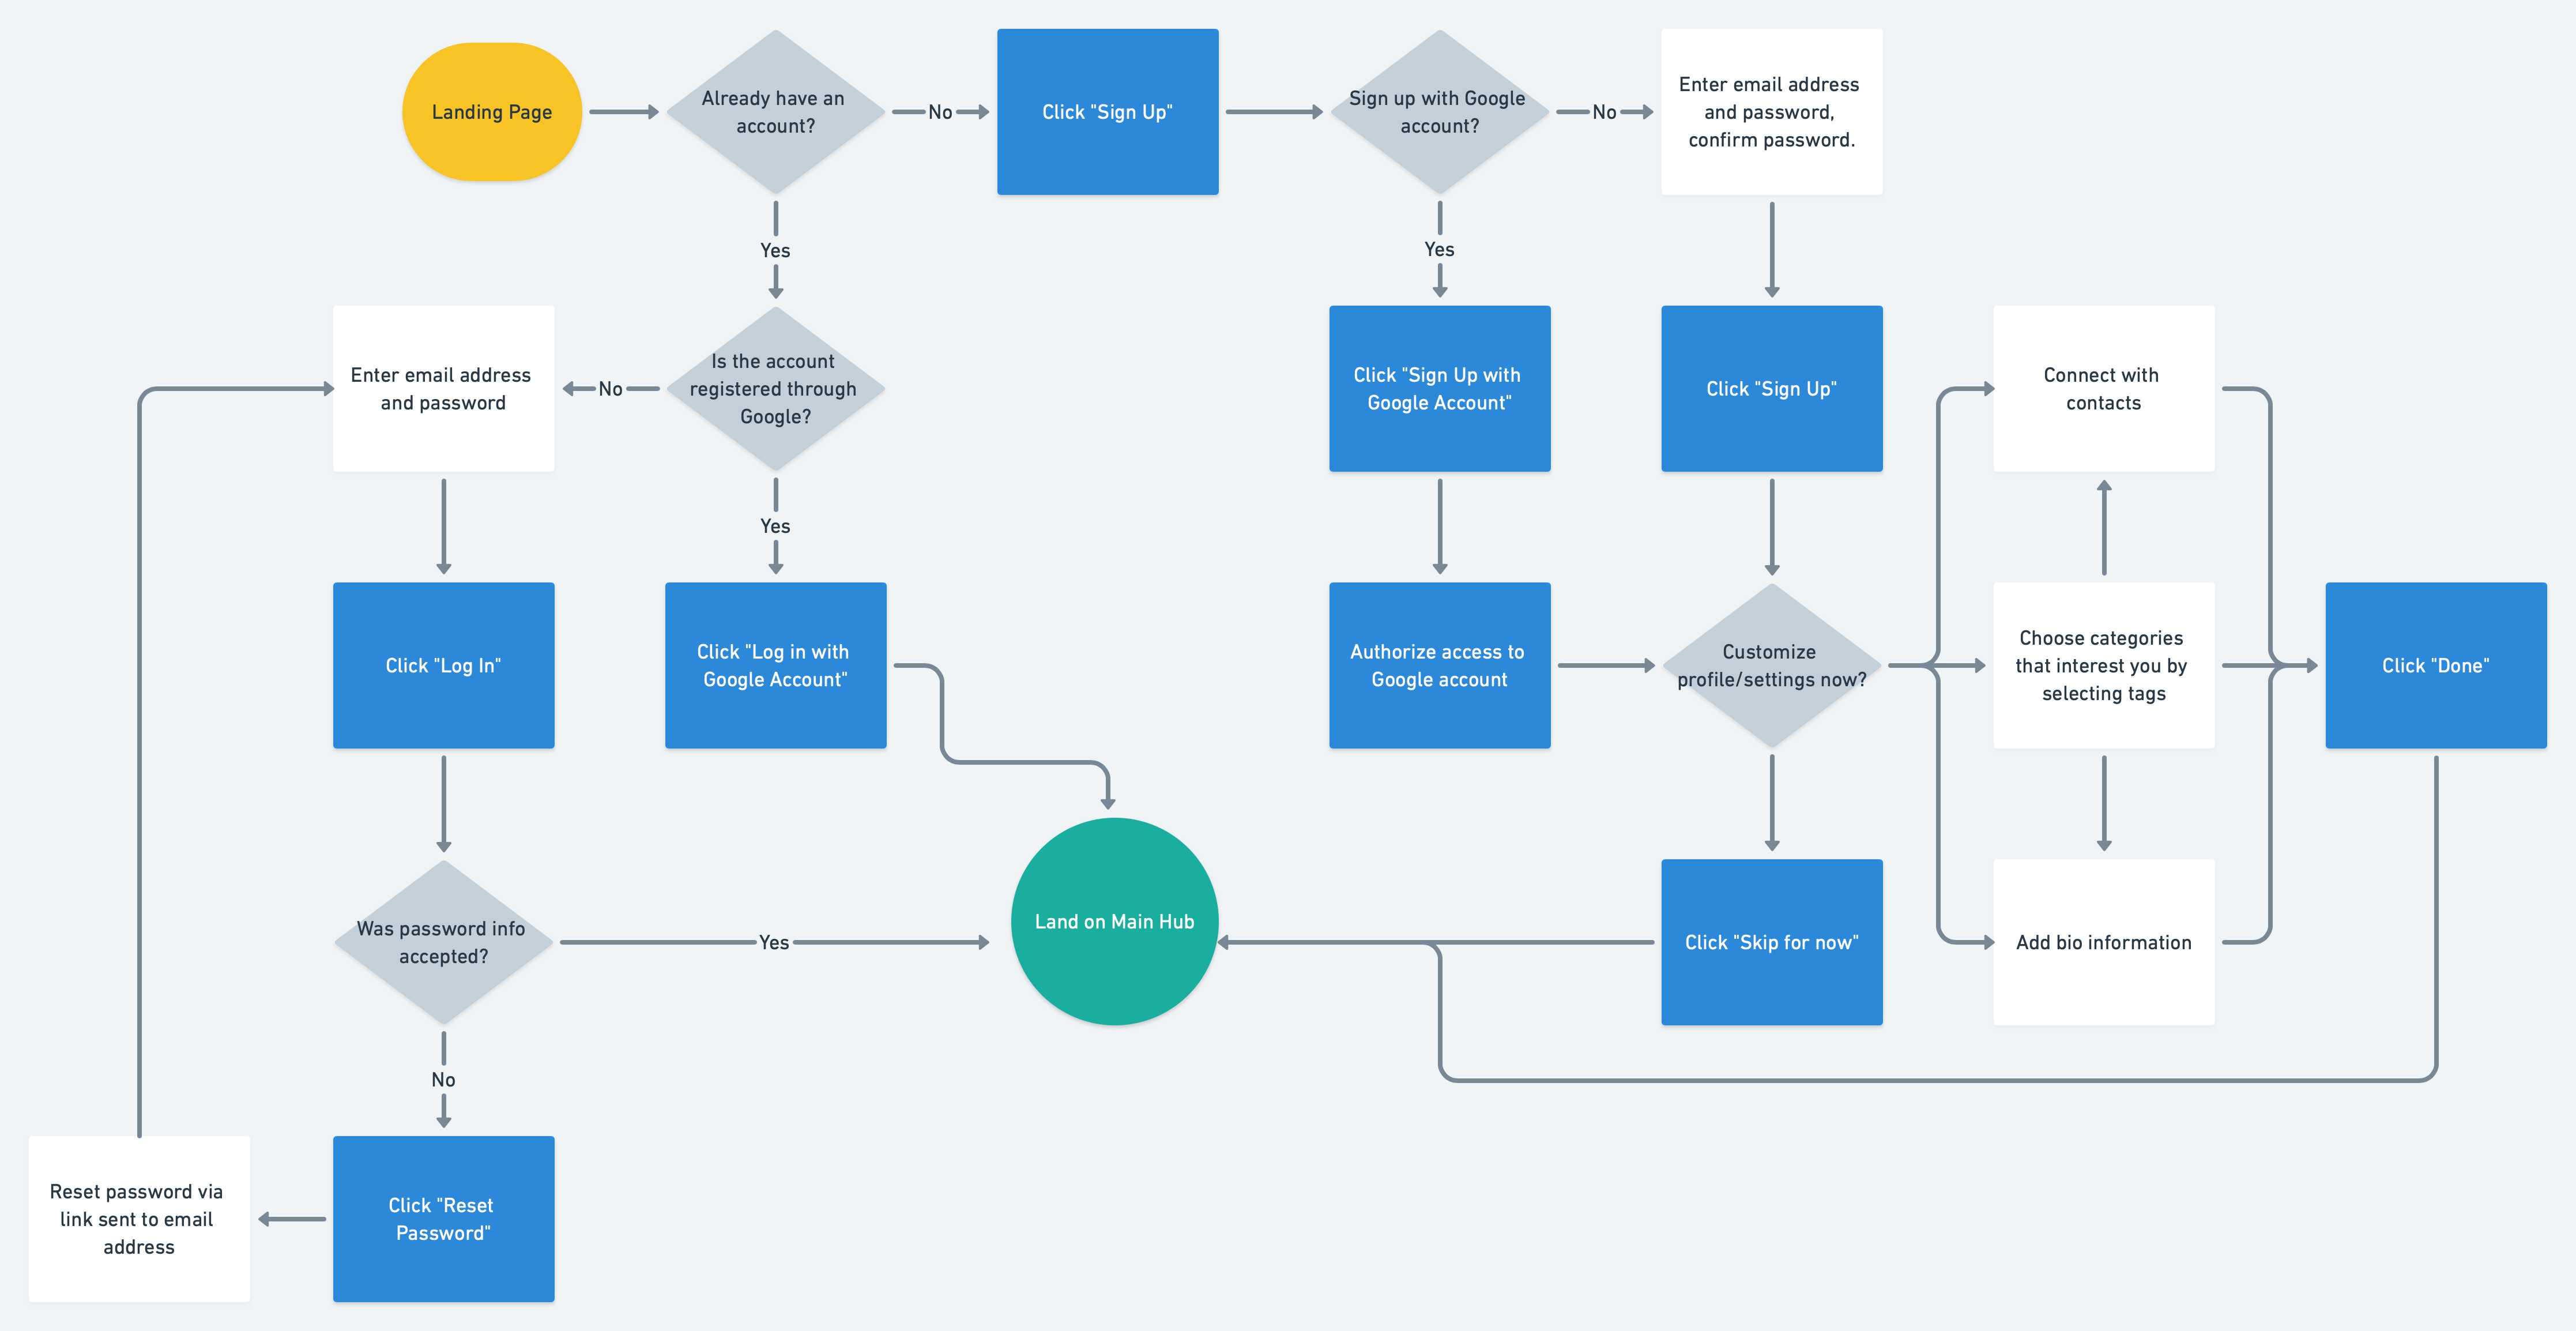 Landing Page
Already have an
account?
No
Click "Sign Up"
Sign up with Google
account?
No
Enter email address
and password,
confirm password.
Yes
Yes
Enter email address
and password
No
Is the account
registered through
Google?
Click "Sign Up with
Google Account"
Click "Sign Up"
Connect with
contacts
Yes
Click "Log In"
Click "Log in with
Google Account"
Authorize access to
Google account
Customize
profile/settings now?
Choose categories
that interest you by
selecting tags
Click "Done"
Was password info
accepted?
Yes
Land on Main Hub
Click "Skip for now"
Add bio information
No
Reset password via
link sent to email
address
Click "Reset
Password"